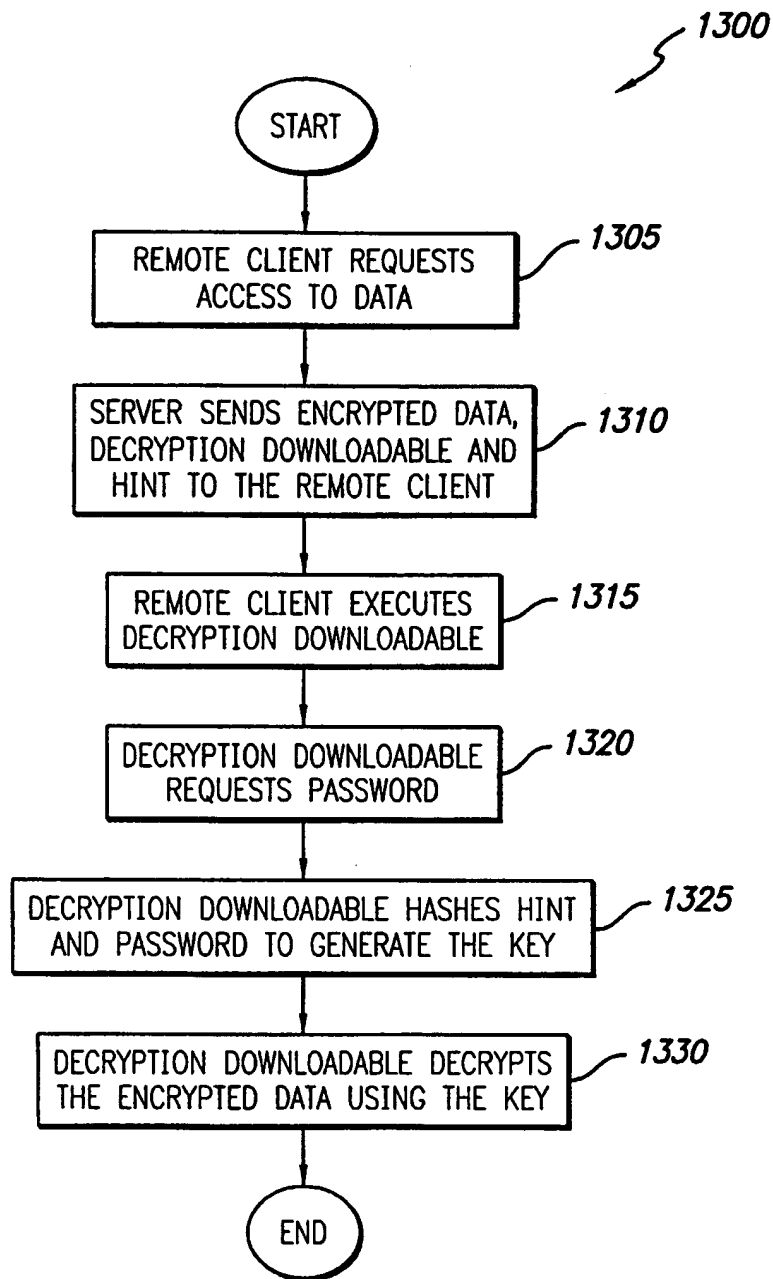 1300
START
1305
REMOTE CLIENT REQUESTS
ACCESS TO DATA
SERVER SENDS ENCRYPTED DATA,
DECRYPTION DOWNLOADABLE AND
HINT TO THE REMOTE CLIENT
1310
REMOTE CLIENT EXECUTES
DECRYPTION DOWNLOADABLE
1315
DECRYPTION DOWNLOADABLE
REQUESTS PASSWORD
1320
DECRYPTION DOWNLOADABLE HASHES HINT
AND PASSWORD TO GENERATE THE KEY
1325
DECRYPTION DOWNLOADABLE DECRYPTS
THE ENCRYPTED DATA USING THE KEY
1330
END